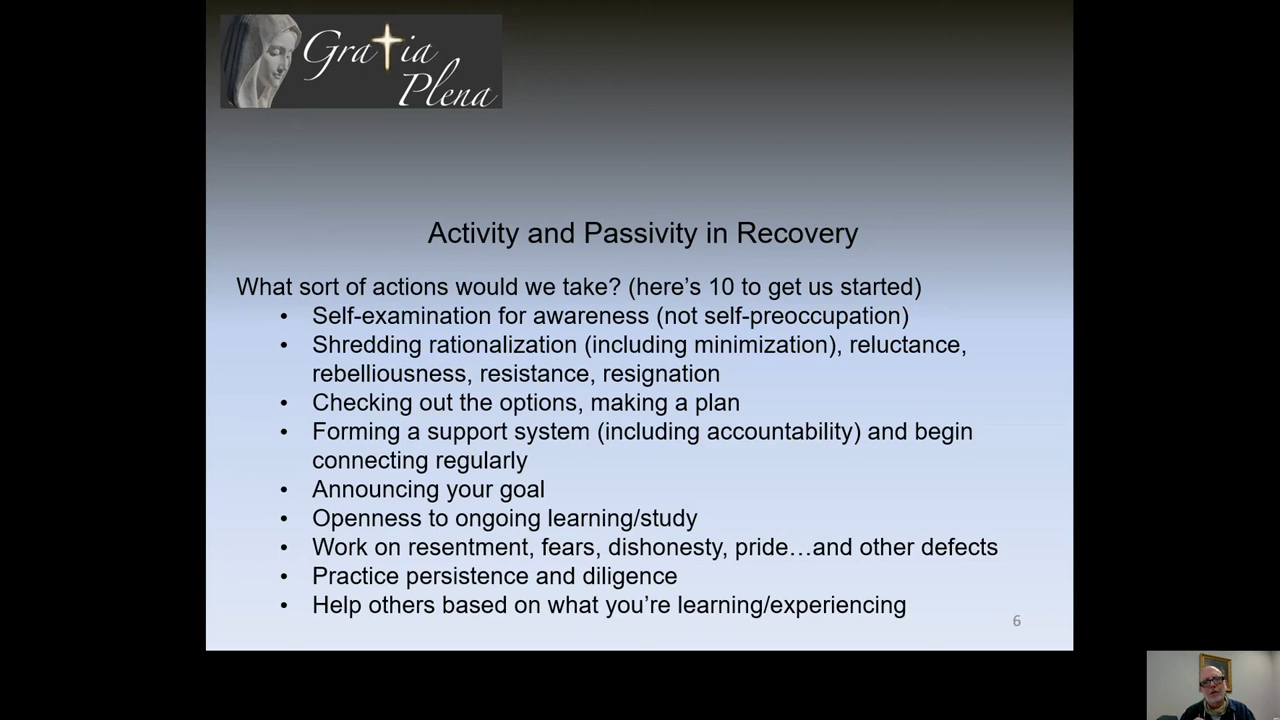 Gratia
Plena
Activity and Passivity in Recovery
What sort of actions would we take? (here's 10 to get us started)
• Self-examination for awareness (not self-preoccupation)
• Shredding rationalization (including minimization), reluctance,
rebelliousness, resistance, resignation
• Checking out the options, making a plan
• Forming a support system (including accountability) and begin
connecting regularly
• Announcing your goal
• Openness to ongoing learning/study
• Work on resentment, fears, dishonesty, pride…and other defects
• Practice persistence and diligence
• Help others based on what you're learning/experiencing
6